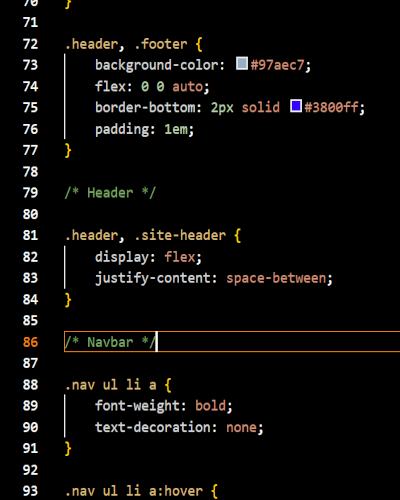 70 }
71
72 .header, .footer {
73 background-color: #97aec7;
74 flex: 0 0 auto;
75 border-bottom: 2px solid #3800ff;
76 padding: 1em;
77 }
78
79 /* Header */
80
81 .header, .site-header {
82 display: flex;
83 justify-content: space-between;
84 }
85
86 /* Navbar */
87
88 .nav ul li a {
89 font-weight: bold;
90 text-decoration: none;
91 }
92
93 .nav ul li a:hover {